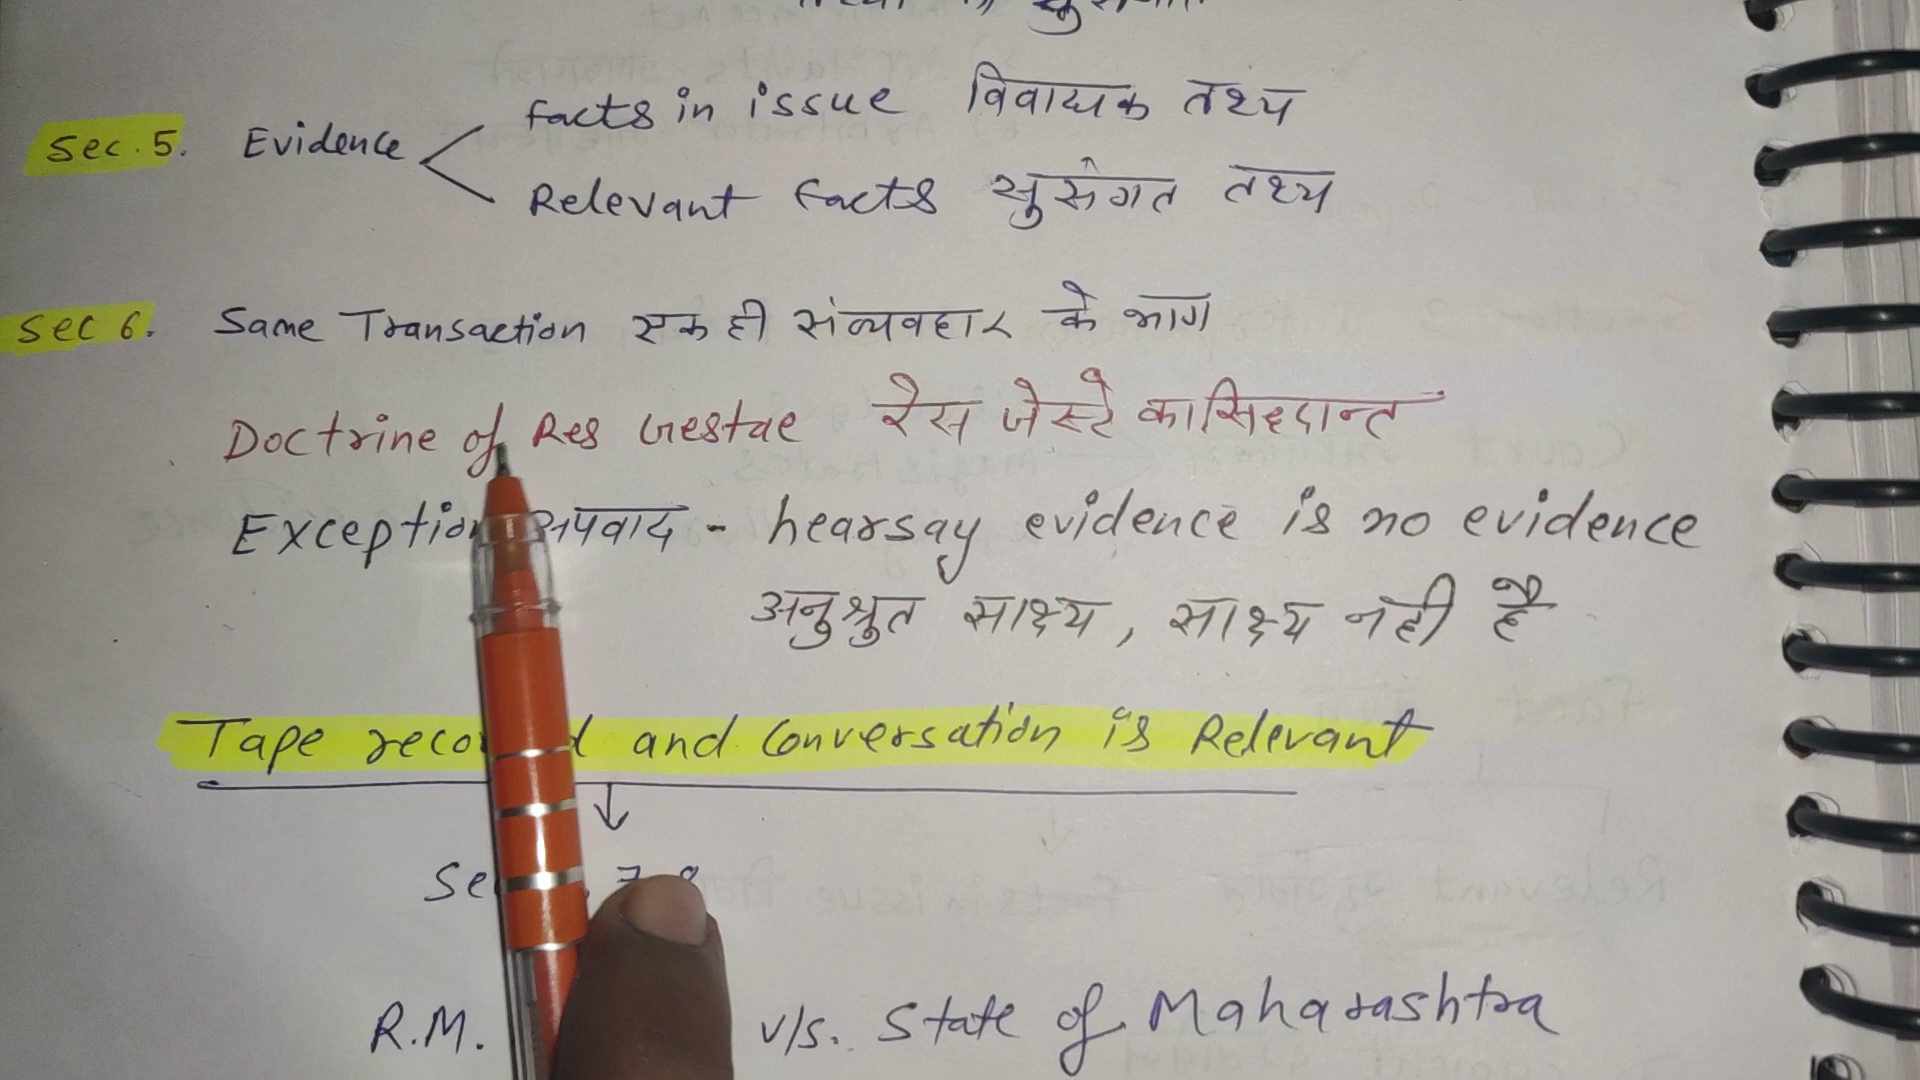 Sec. 5. Evidence
Facts in issue विवाद्यक तथ्य
Relevant Facts सुसंगत तथ्य
Sec 6. Same Transaction एक ही संव्यवहार के भाग
Doctrine of Res Gestae रेस जेस्टे का सिद्दान्त
Exception अपवाद - hearsay evidence is no evidence
अनुश्रुत साक्ष्य, साक्ष्य नही है
Tape record and Conversation is Relevant
R.M. v/s. State of Maharashtra